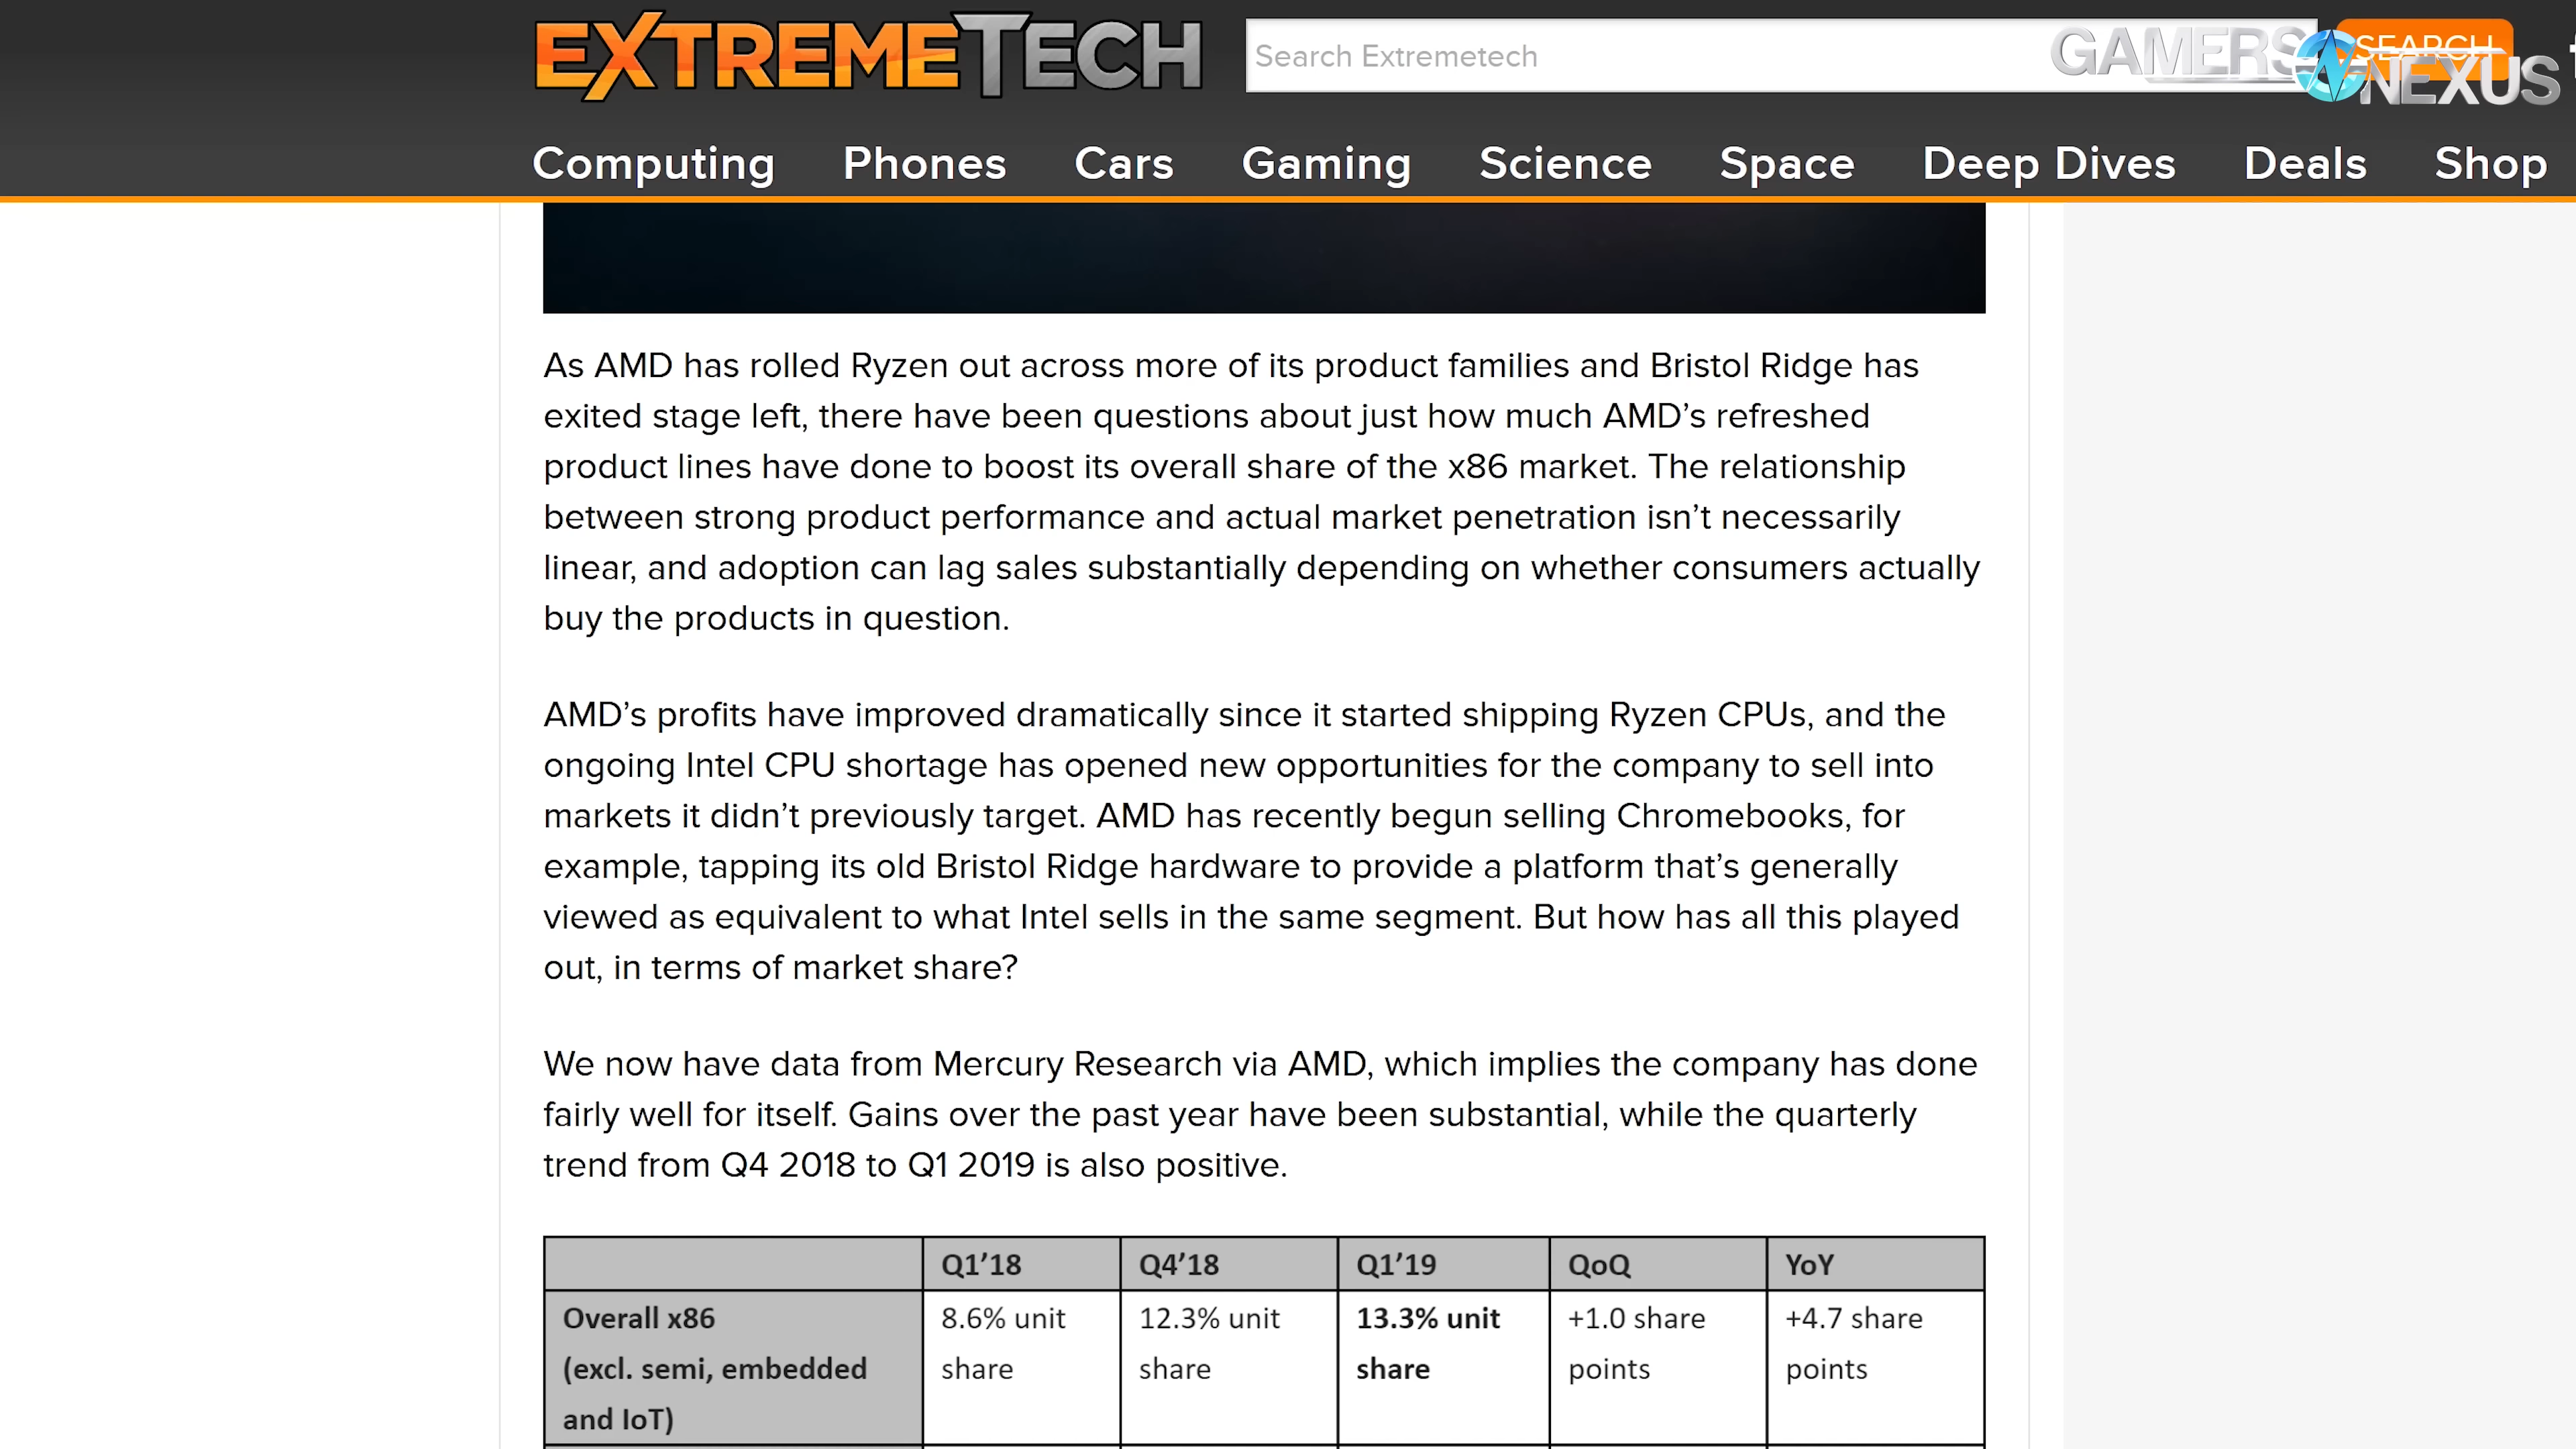 EXTREMETECH
Search Extremetech
SEARCH
GAMERS NEXUS
Computing Phones Cars Gaming Science Space Deep Dives Deals Shop
As AMD has rolled Ryzen out across more of its product families and Bristol Ridge has
exited stage left, there have been questions about just how much AMD’s refreshed
product lines have done to boost its overall share of the x86 market. The relationship
between strong product performance and actual market penetration isn’t necessarily
linear, and adoption can lag sales substantially depending on whether consumers actually
buy the products in question.
AMD’s profits have improved dramatically since it started shipping Ryzen CPUs, and the
ongoing Intel CPU shortage has opened new opportunities for the company to sell into
markets it didn’t previously target. AMD has recently begun selling Chromebooks, for
example, tapping its old Bristol Ridge hardware to provide a platform that’s generally
viewed as equivalent to what Intel sells in the same segment. But how has all this played
out, in terms of market share?
We now have data from Mercury Research via AMD, which implies the company has done
fairly well for itself. Gains over the past year have been substantial, while the quarterly
trend from Q4 2018 to Q1 2019 is also positive.
Q1’18 Q4’18 Q1’19 QoQ YoY
Overall x86 8.6% unit 12.3% unit 13.3% unit +1.0 share +4.7 share
(excl. semi, embedded share share share points points
and IoT)